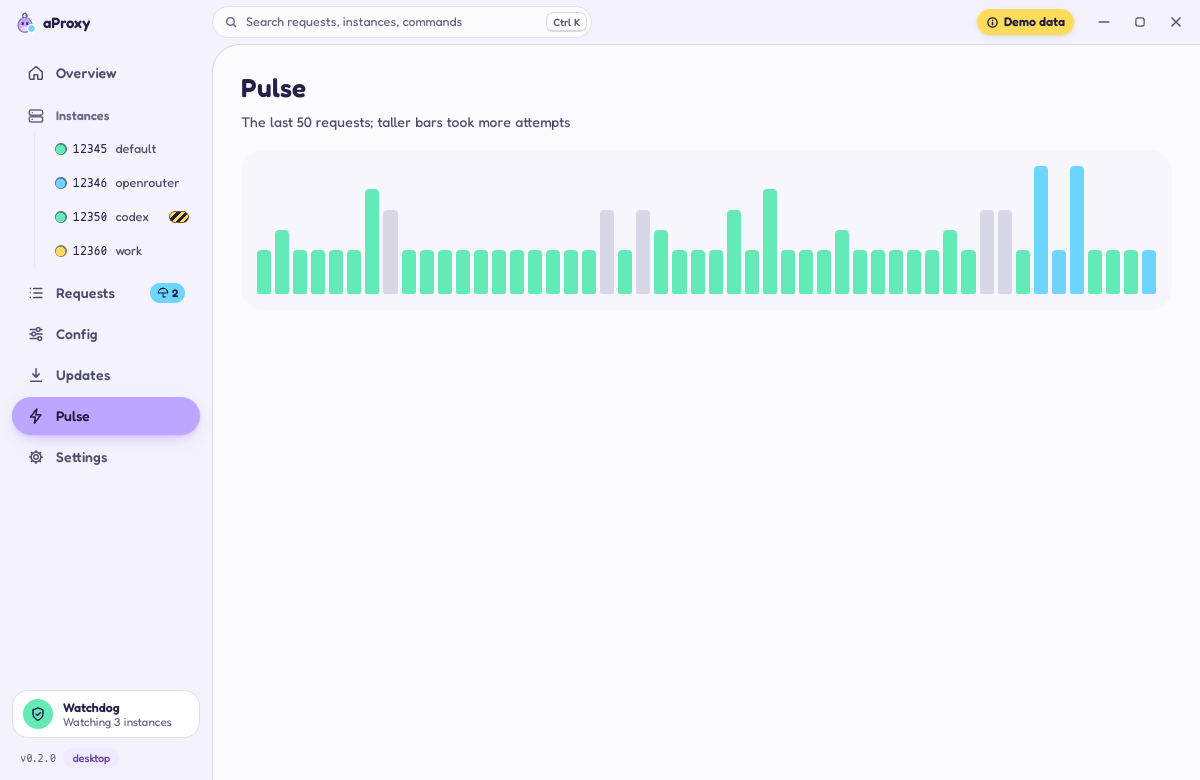 aProxy
Search requests, instances, commands
Ctrl K
Demo data
Overview
Instances
12345 default
12346 openrouter
12350 codex
12360 work
Requests 2
Config
Updates
Pulse
Settings
Watchdog
Watching 3 instances
v0.2.0 desktop
Pulse
The last 50 requests; taller bars took more attempts